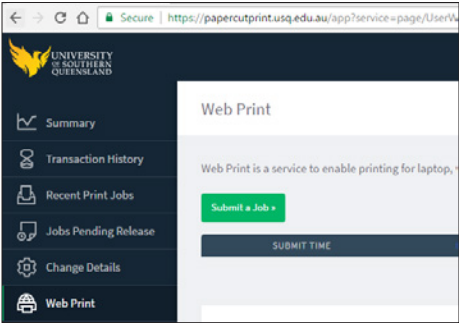 Secure | https://papercutprint.usq.edu.au/app?service=page/UserW
UNIVERSITY
OF SOUTHERN
QUEENSLAND
Summary
Transaction History
Recent Print Jobs
Jobs Pending Release
Change Details
Web Print
Web Print
Web Print is a service to enable printing for laptop,
Submit a Job »
SUBMIT TIME